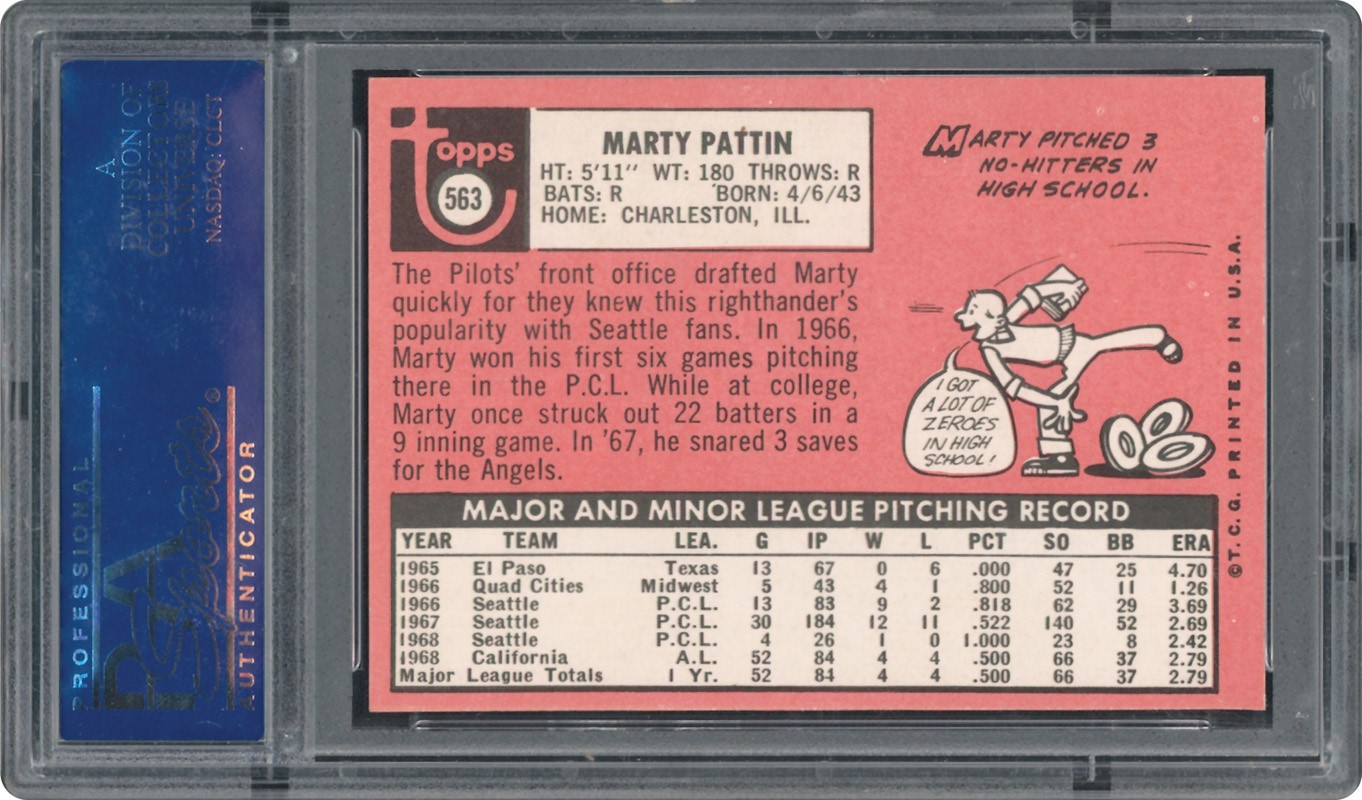 A
DIVISION OF
COLLECTORS
UNIVERSE
NASDAQ: CLCT
PROFESSIONAL
PSA
Sports®
AUTHENTICATOR
Topps
563
MARTY PATTIN
HT: 5'11" WT: 180 THROWS: R
BATS: R BORN: 4/6/43
HOME: CHARLESTON, ILL.
MARTY PITCHED 3
NO-HITTERS IN
HIGH SCHOOL.
The Pilots' front office drafted Marty
quickly for they knew this righthander's
popularity with Seattle fans. In 1966,
Marty won his first six games pitching
there in the P.C.L. While at college,
Marty once struck out 22 batters in a
9 inning game. In '67, he snared 3 saves
for the Angels.
I GOT
A LOT OF
ZEROES
IN HIGH
SCHOOL!
©T.C.G. PRINTED IN U.S.A.
MAJOR AND MINOR LEAGUE PITCHING RECORD
YEAR TEAM LEA. G IP W L PCT SO BB ERA
1965 El Paso Texas 13 67 0 6 .000 47 25 4.70
1966 Quad Cities Midwest 5 43 4 1 .800 52 11 1.26
1966 Seattle P.C.L. 13 83 9 2 .818 62 29 3.69
1967 Seattle P.C.L. 30 184 12 11 .522 140 52 2.69
1968 Seattle P.C.L. 4 26 1 0 1.000 23 8 2.42
1968 California A.L. 52 84 4 4 .500 66 37 2.79
Major League Totals 1 Yr. 52 84 4 4 .500 66 37 2.79